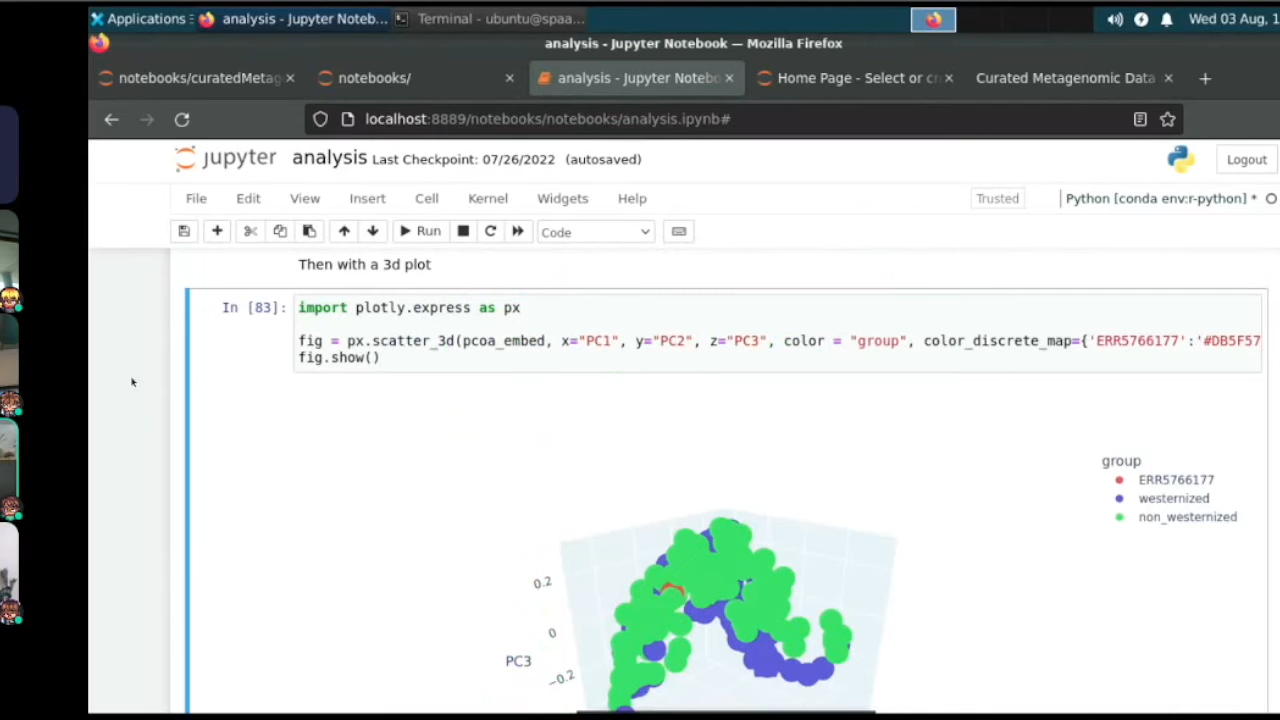 Applications
analysis - Jupyter Noteb...
Terminal - ubuntu@spaa...
Wed 03 Aug, 1
analysis - Jupyter Notebook — Mozilla Firefox
notebooks/curatedMetag
notebooks/
analysis - Jupyter Notebo
Home Page - Select or cr
Curated Metagenomic Data
localhost:8889/notebooks/notebooks/analysis.ipynb#
jupyter analysis Last Checkpoint: 07/26/2022 (autosaved)
Logout
File Edit View Insert Cell Kernel Widgets Help
Trusted
Python [conda env:r-python] *
Run
Code
Then with a 3d plot
In [83]:
import plotly.express as px
fig = px.scatter_3d(pcoa_embed, x="PC1", y="PC2", z="PC3", color = "group", color_discrete_map={'ERR5766177':'#DB5F57
fig.show()
group
ERR5766177
westernized
non_westernized
0.2
0
PC3
−0.2